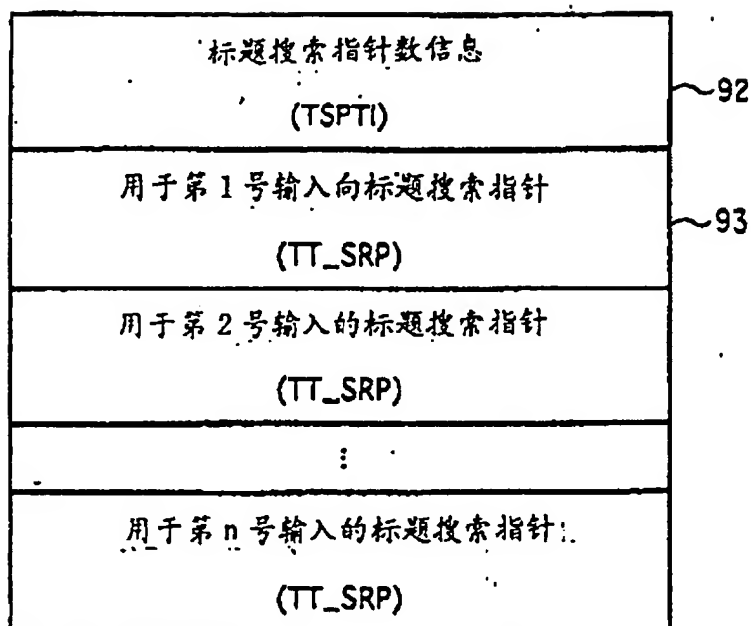 标题搜索指针数信息
(TSPTI)
92
用于第1号输入向标题搜索指针
(TT_SRP)
93
用于第2号输入的标题搜索指针
(TT_SRP)
⋮
用于第n号输入的标题搜索指针
(TT_SRP)